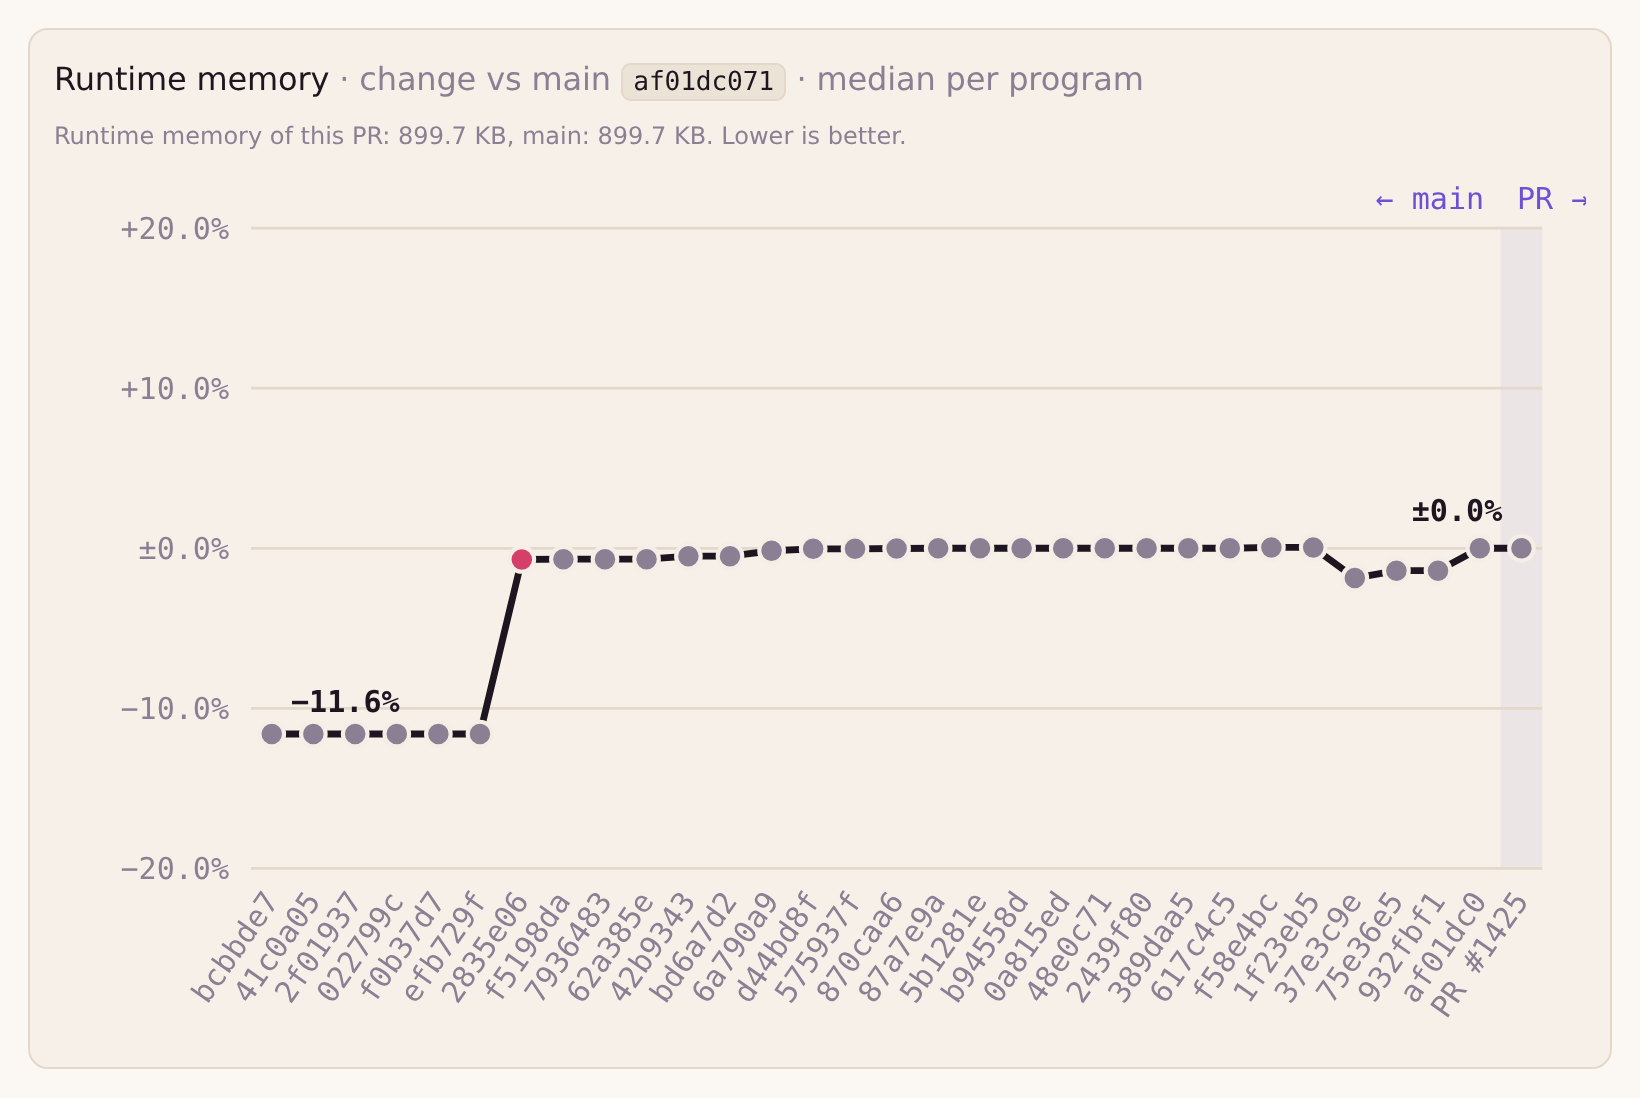 Runtime memory · change vs main af01dc071 · median per program
Runtime memory of this PR: 899.7 KB, main: 899.7 KB. Lower is better.
← main PR →
+20.0%
+10.0%
±0.0%
±0.0%
−11.6%
−10.0%
−20.0%
bcbbde7
41c0a05
2f01937
022799c
f0b37d7
efb729f
2835e06
f5198da
7936483
62a385e
42b9343
bd6a7d2
6a790a9
d44bd8f
575937f
870caa6
87a7e9a
5b1281e
b94558d
0a815ed
48e0c71
2439f80
389daa5
617c4c5
f58e4bc
1f23eb5
37e3c9e
75e36e5
932fbf1
af01dc0
PR #1425